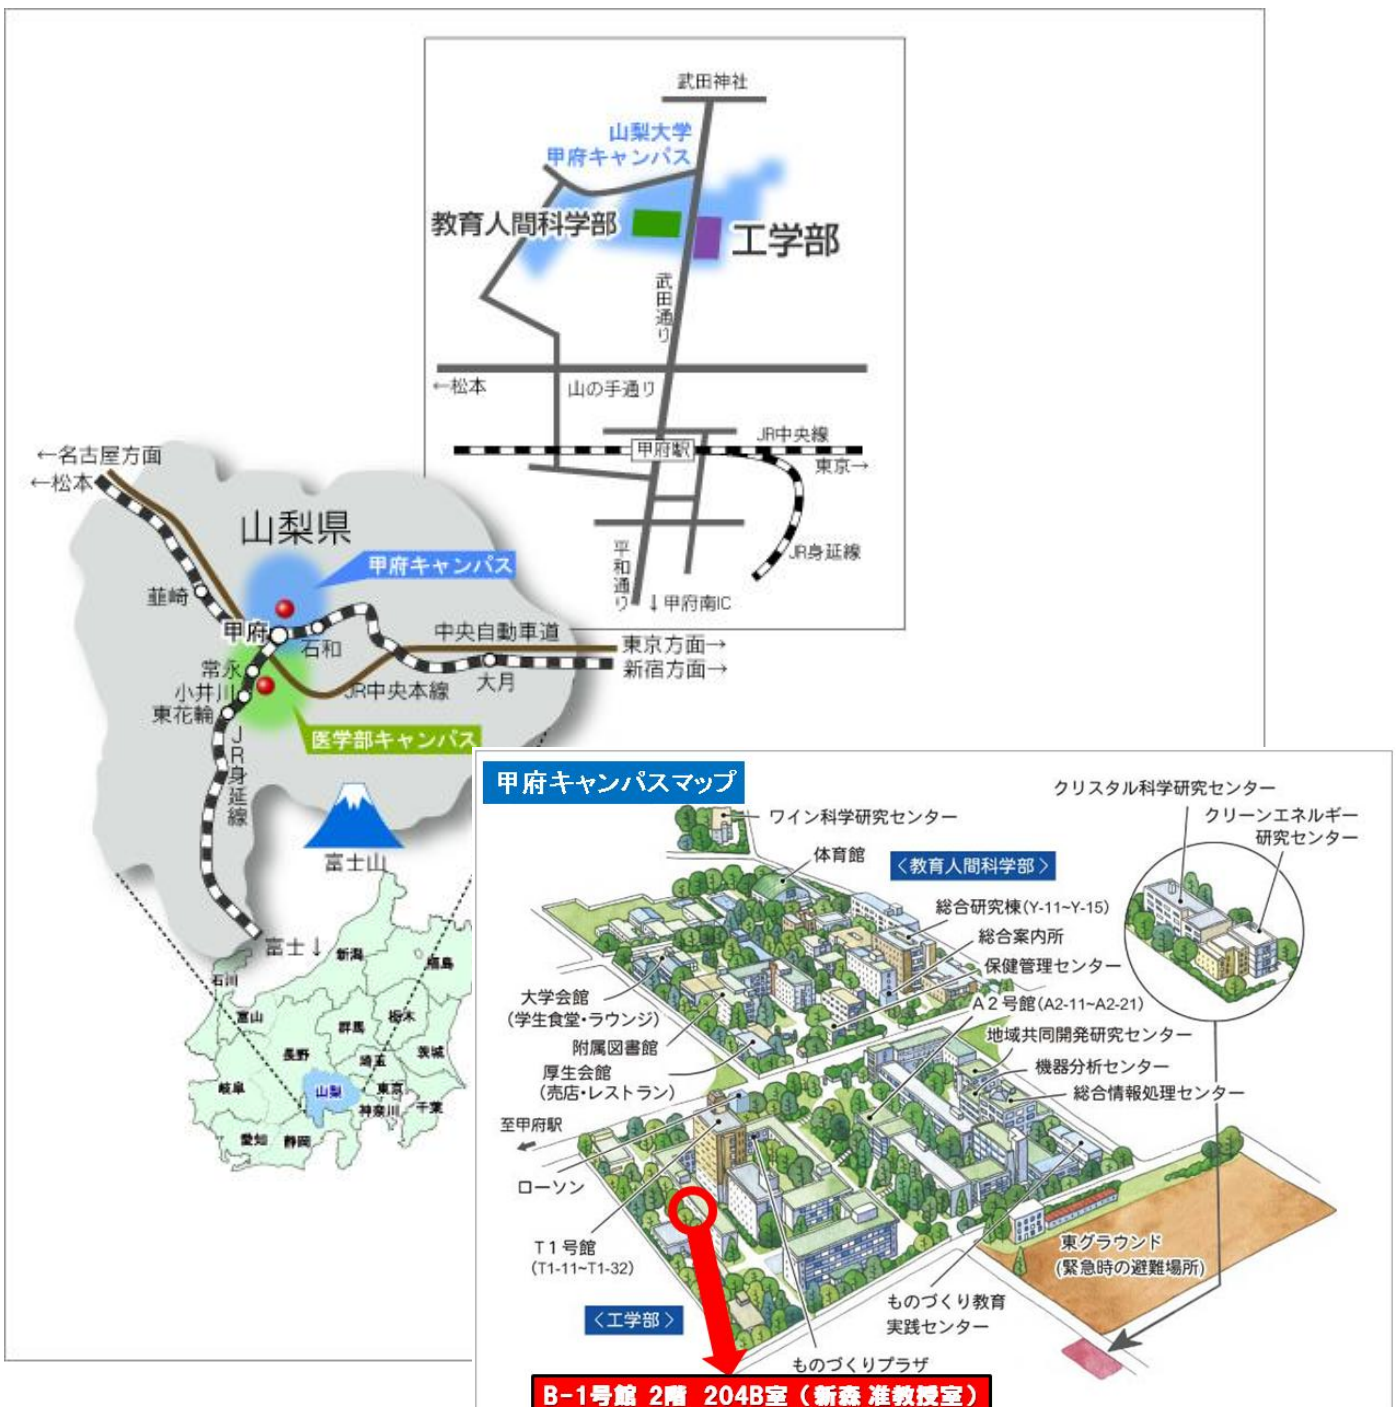 武田神社
山梨大学
甲府キャンパス
教育人間科学部
工学部
武田通り
←松本
山の手通り
甲府駅
JR中央線
東京→
JR身延線
平和通り
↓甲府南IC
←名古屋方面
←松本
山梨県
甲府キャンパス
韮崎
甲府
石和
中央自動車道
東京方面→
新宿方面→
常永
小井川
東花輪
JR中央本線
大月
医学部キャンパス
JR身延線
富士山
富士↓
新潟
福島
石川
富山
群馬
栃木
長野
埼玉
茨城
岐阜
山梨
東京
神奈川
千葉
愛知
静岡
甲府キャンパスマップ
クリスタル科学研究センター
クリーンエネルギー
研究センター
ワイン科学研究センター
体育館
〈教育人間科学部〉
総合研究棟(Y-11~Y-15)
総合案内所
保健管理センター
A2号館(A2-11~A2-21)
大学会館
(学生食堂・ラウンジ)
附属図書館
厚生会館
(売店・レストラン)
地域共同開発研究センター
機器分析センター
総合情報処理センター
至甲府駅
ローソン
T1号館
(T1-11~T1-32)
〈工学部〉
東グラウンド
(緊急時の避難場所)
ものづくり教育
実践センター
ものづくりプラザ
B-1号館 2階 204B室（新森 准教授室）